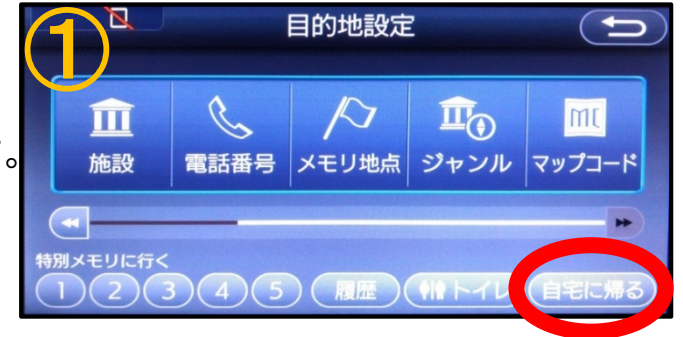 ①
目的地設定
。
施設 電話番号 メモリ地点 ジャンル マップコード
特別メモリに行く
1 2 3 4 5 履歴 トイレ 自宅に帰る